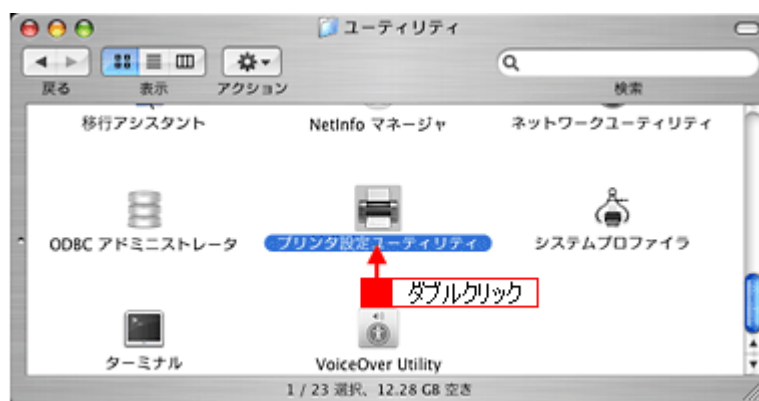 ユーティリティ
戻る 表示 アクション 検索
移行アシスタント NetInfo マネージャ ネットワークユーティリティ
ODBC アドミニストレータ プリンタ設定ユーティリティ システムプロファイラ
ダブルクリック
ターミナル VoiceOver Utility
1 / 23 選択、12.28 GB 空き